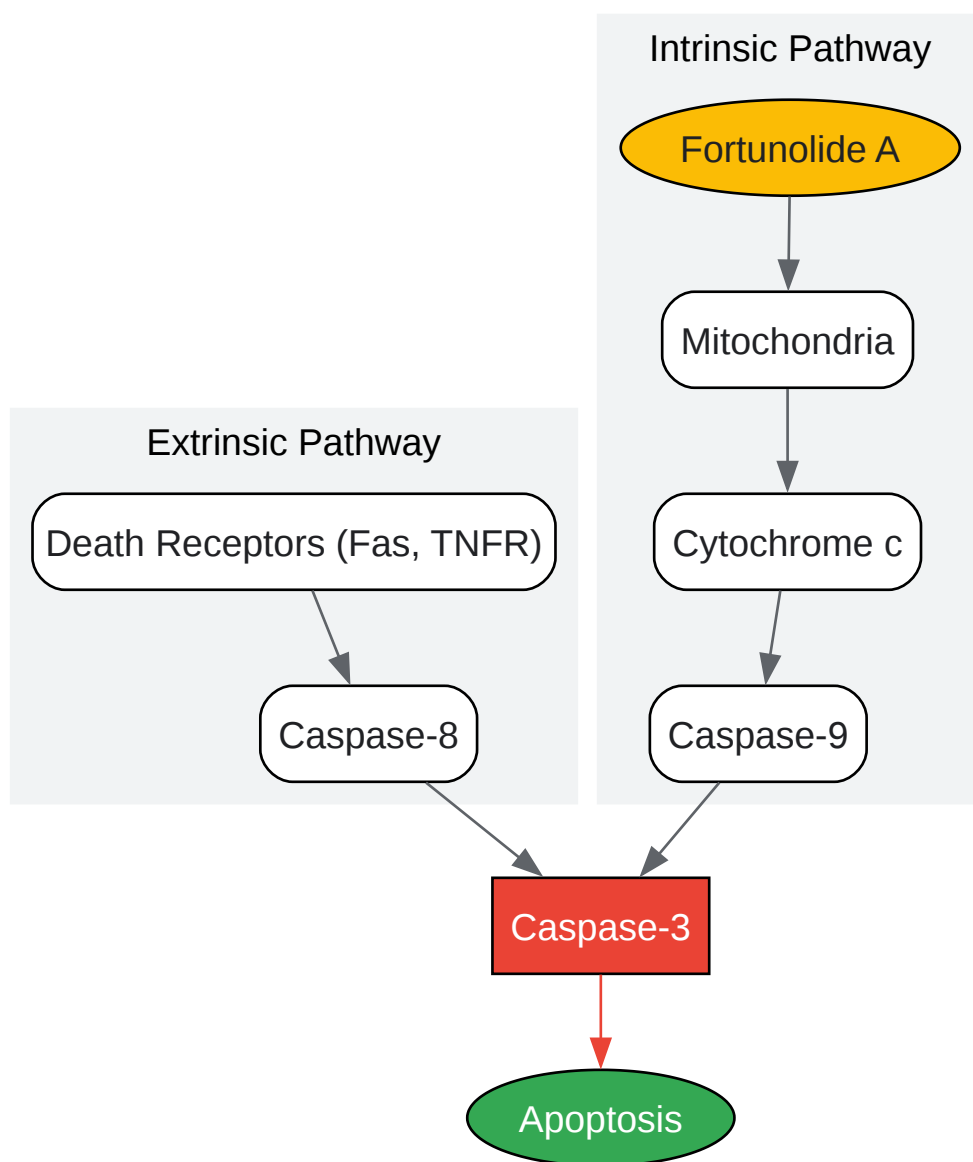 Intrinsic Pathway
Fortunolide A
Mitochondria
Extrinsic Pathway
Death Receptors (Fas, TNFR)
Cytochrome c
Caspase-8
Caspase-9
Caspase-3
Apoptosis